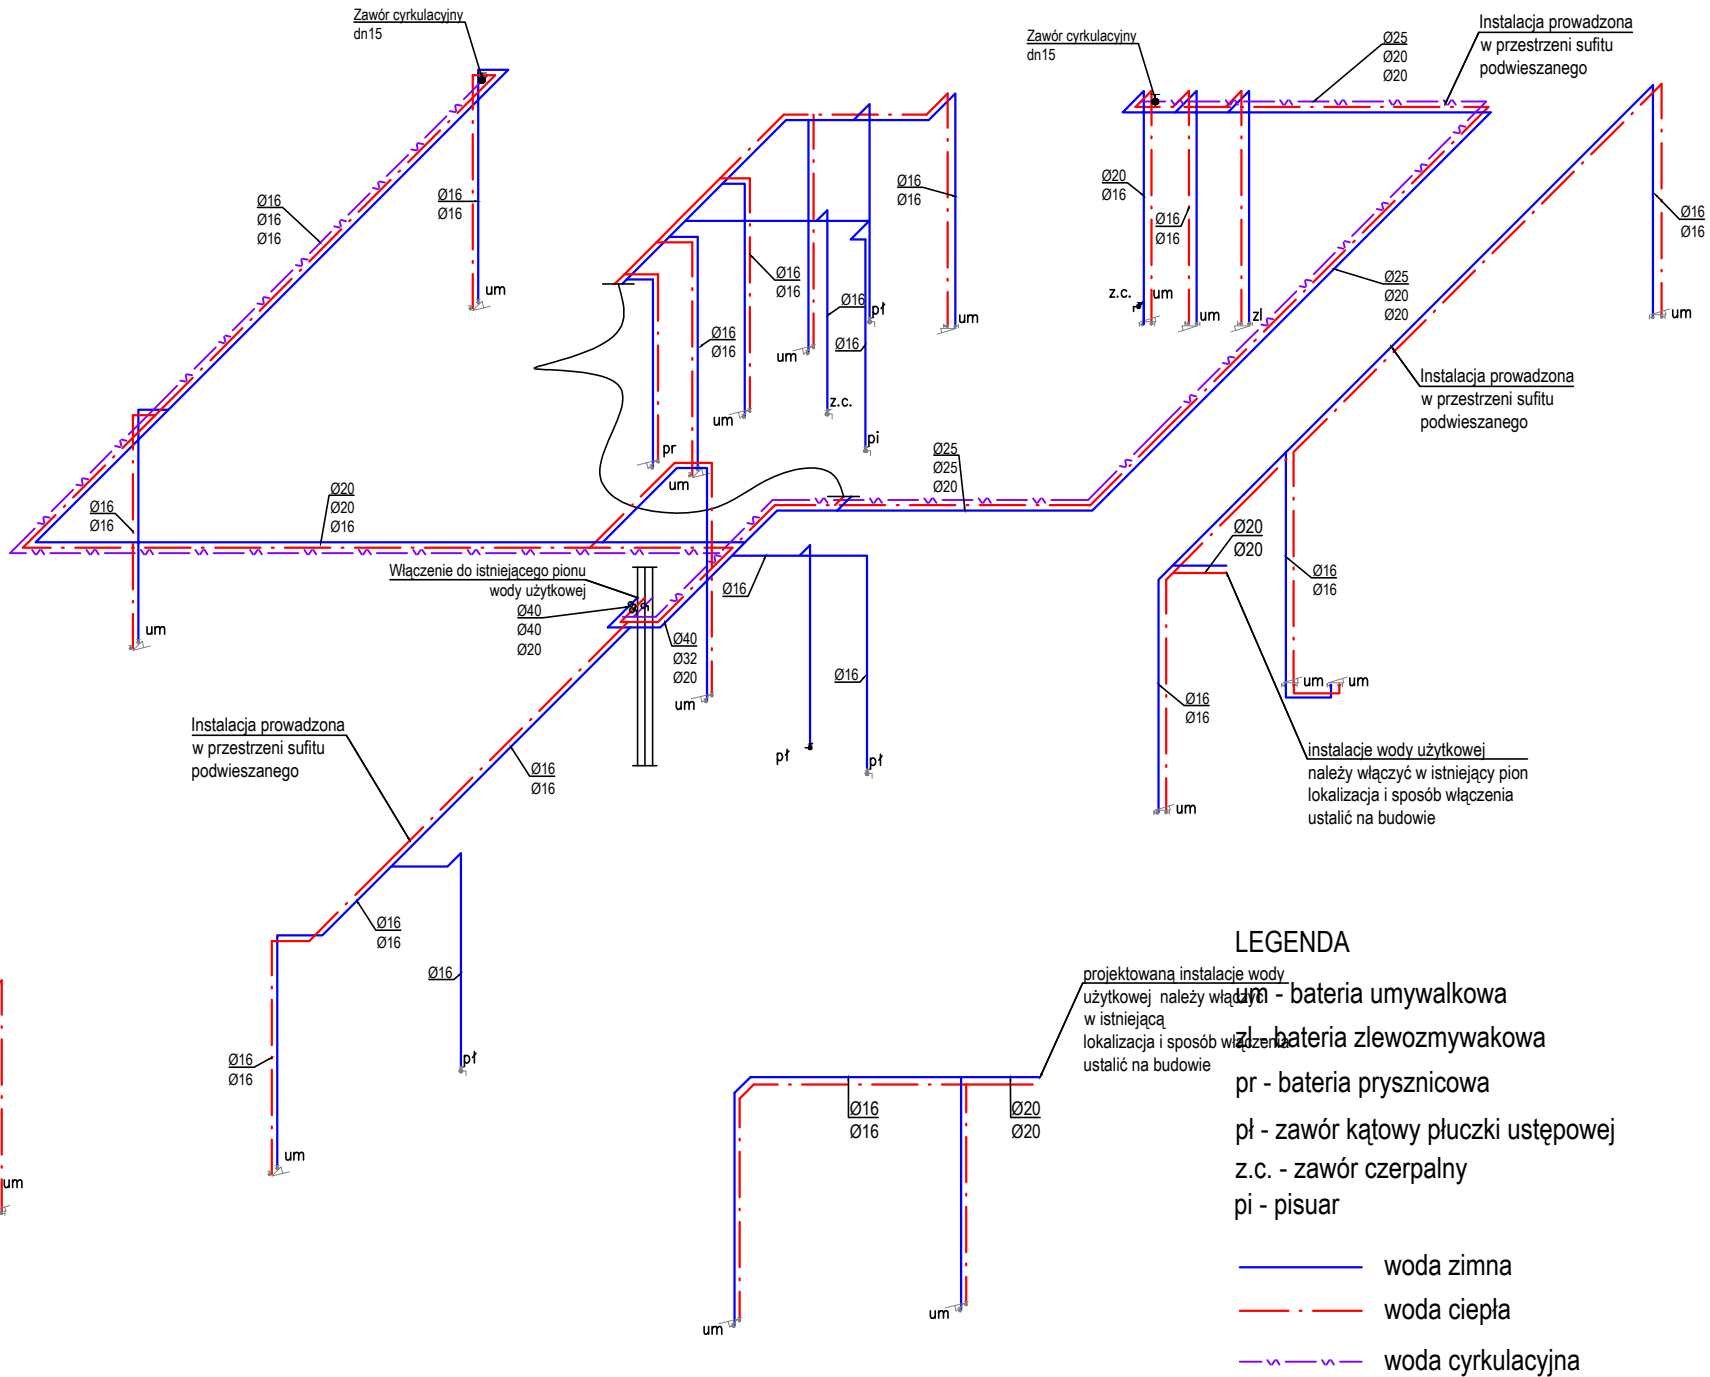 Zawór cyrkulacyjny
dn15
Zawór cyrkulacyjny
dn15
Ø25
Ø20
Ø20
Instalacja prowadzona
w przestrzeni sufitu
podwieszanego
Ø16
Ø16
Ø16
Ø16
Ø16
um
Ø16
Ø16
Ø16
Ø16
Ø16
Ø16
Ø16
Ø16
pł
um
um
um
z.c.
pi
pr
um
Ø20
Ø16
Ø16
Ø16
z.c.
um
um
zl
Ø25
Ø20
Ø20
Ø16
Ø16
um
Instalacja prowadzona
w przestrzeni sufitu
podwieszanego
Ø16
Ø16
um
Ø20
Ø20
Ø16
Ø25
Ø25
Ø20
Włączenie do istniejącego pionu
wody użytkowej
Ø40
Ø40
Ø20
Ø40
Ø32
Ø20
um
Ø16
Ø16
pł
pł
Ø20
Ø20
Ø16
Ø16
um
um
Ø16
Ø16
um
instalacje wody użytkowej
należy włączyć w istniejący pion
lokalizacja i sposób włączenia
ustalić na budowie
Instalacja prowadzona
w przestrzeni sufitu
podwieszanego
Ø16
Ø16
Ø16
Ø16
Ø16
pł
Ø16
Ø16
um
um
projektowaną instalacje wody
użytkowej należy włączyć
w istniejącą
lokalizacja i sposób włączenia
ustalić na budowie
Ø16
Ø16
Ø20
Ø20
um
um
LEGENDA
um - bateria umywalkowa
zl - bateria zlewozmywakowa
pr - bateria prysznicowa
pł - zawór kątowy płuczki ustępowej
z.c. - zawór czerpalny
pi - pisuar
woda zimna
woda ciepła
woda cyrkulacyjna